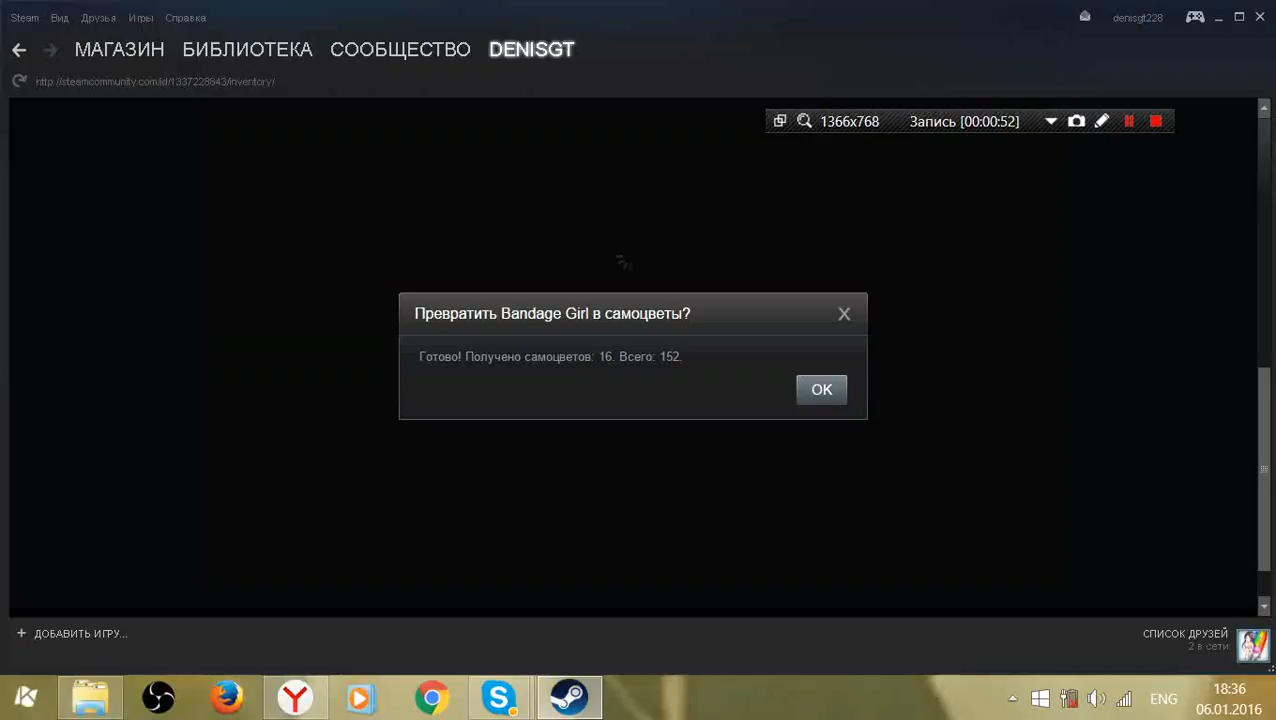 Steam Вид Друзья Игры Справка denisgt228
МАГАЗИН БИБЛИОТЕКА СООБЩЕСТВО DENISGT
http://steamcommunity.com/id/1337228843/inventory/
1366x768 Запись [00:00:52]
Превратить Bandage Girl в самоцветы? X
Готово! Получено самоцветов: 16. Всего: 152.
OK
+ ДОБАВИТЬ ИГРУ...
СПИСОК ДРУЗЕЙ
2 в сети
ENG
18:36
06.01.2016